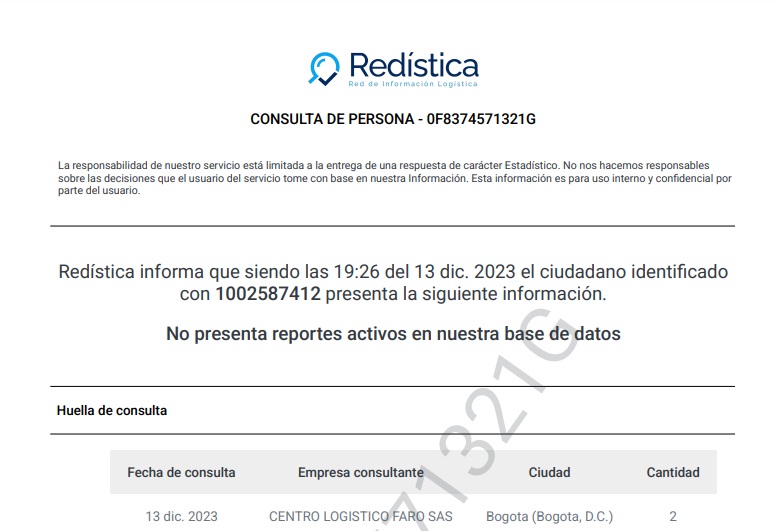 Redística
Red de Información Logística
CONSULTA DE PERSONA - 0F8374571321G
La responsabilidad de nuestro servicio está limitada a la entrega de una respuesta de carácter Estadístico. No nos hacemos responsables
sobre las decisiones que el usuario del servicio tome con base en nuestra Información. Esta información es para uso interno y confidencial por
parte del usuario.
Redística informa que siendo las 19:26 del 13 dic. 2023 el ciudadano identificado
con 1002587412 presenta la siguiente información.
No presenta reportes activos en nuestra base de datos
Huella de consulta
Fecha de consulta Empresa consultante Ciudad Cantidad
13 dic. 2023 CENTRO LOGISTICO FARO SAS Bogota (Bogota, D.C.) 2
71321G